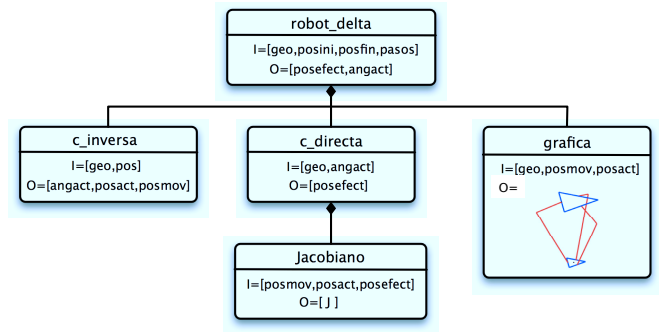 robot_delta
I=[geo,posini,posfin,pasos]
O=[posefect,angact]
c_inversa
I=[geo,pos]
O=[angact,posact,posmov]
c_directa
I=[geo,angact]
O=[posefect]
grafica
I=[geo,posmov,posact]
O=
Jacobiano
I=[posmov,posact,posefect]
O=[ J ]